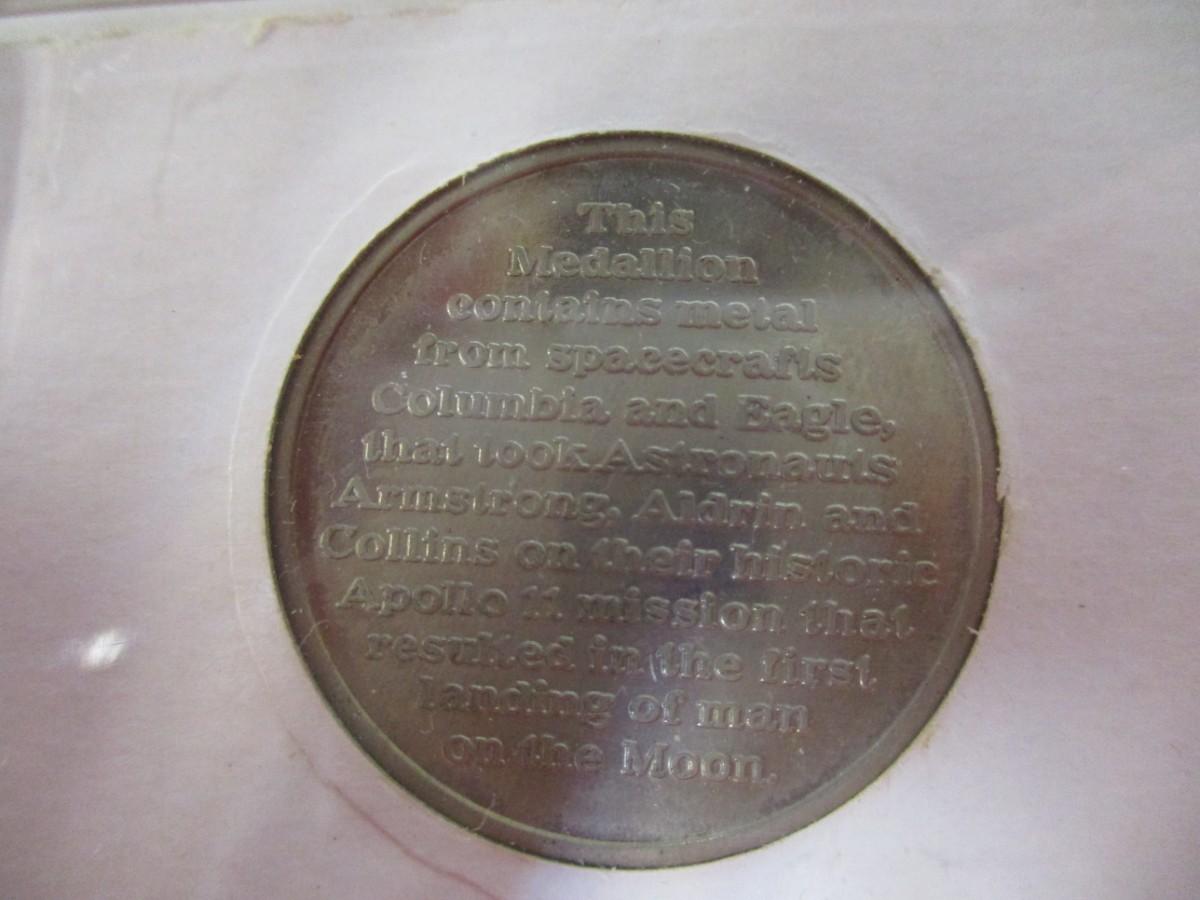 This
Medallion
contains metal
from spacecrafts
Columbia and Eagle,
that took Astronauts
Armstrong, Aldrin and
Collins on their historic
Apollo 11 mission that
resulted in the first
landing of man
on the Moon.